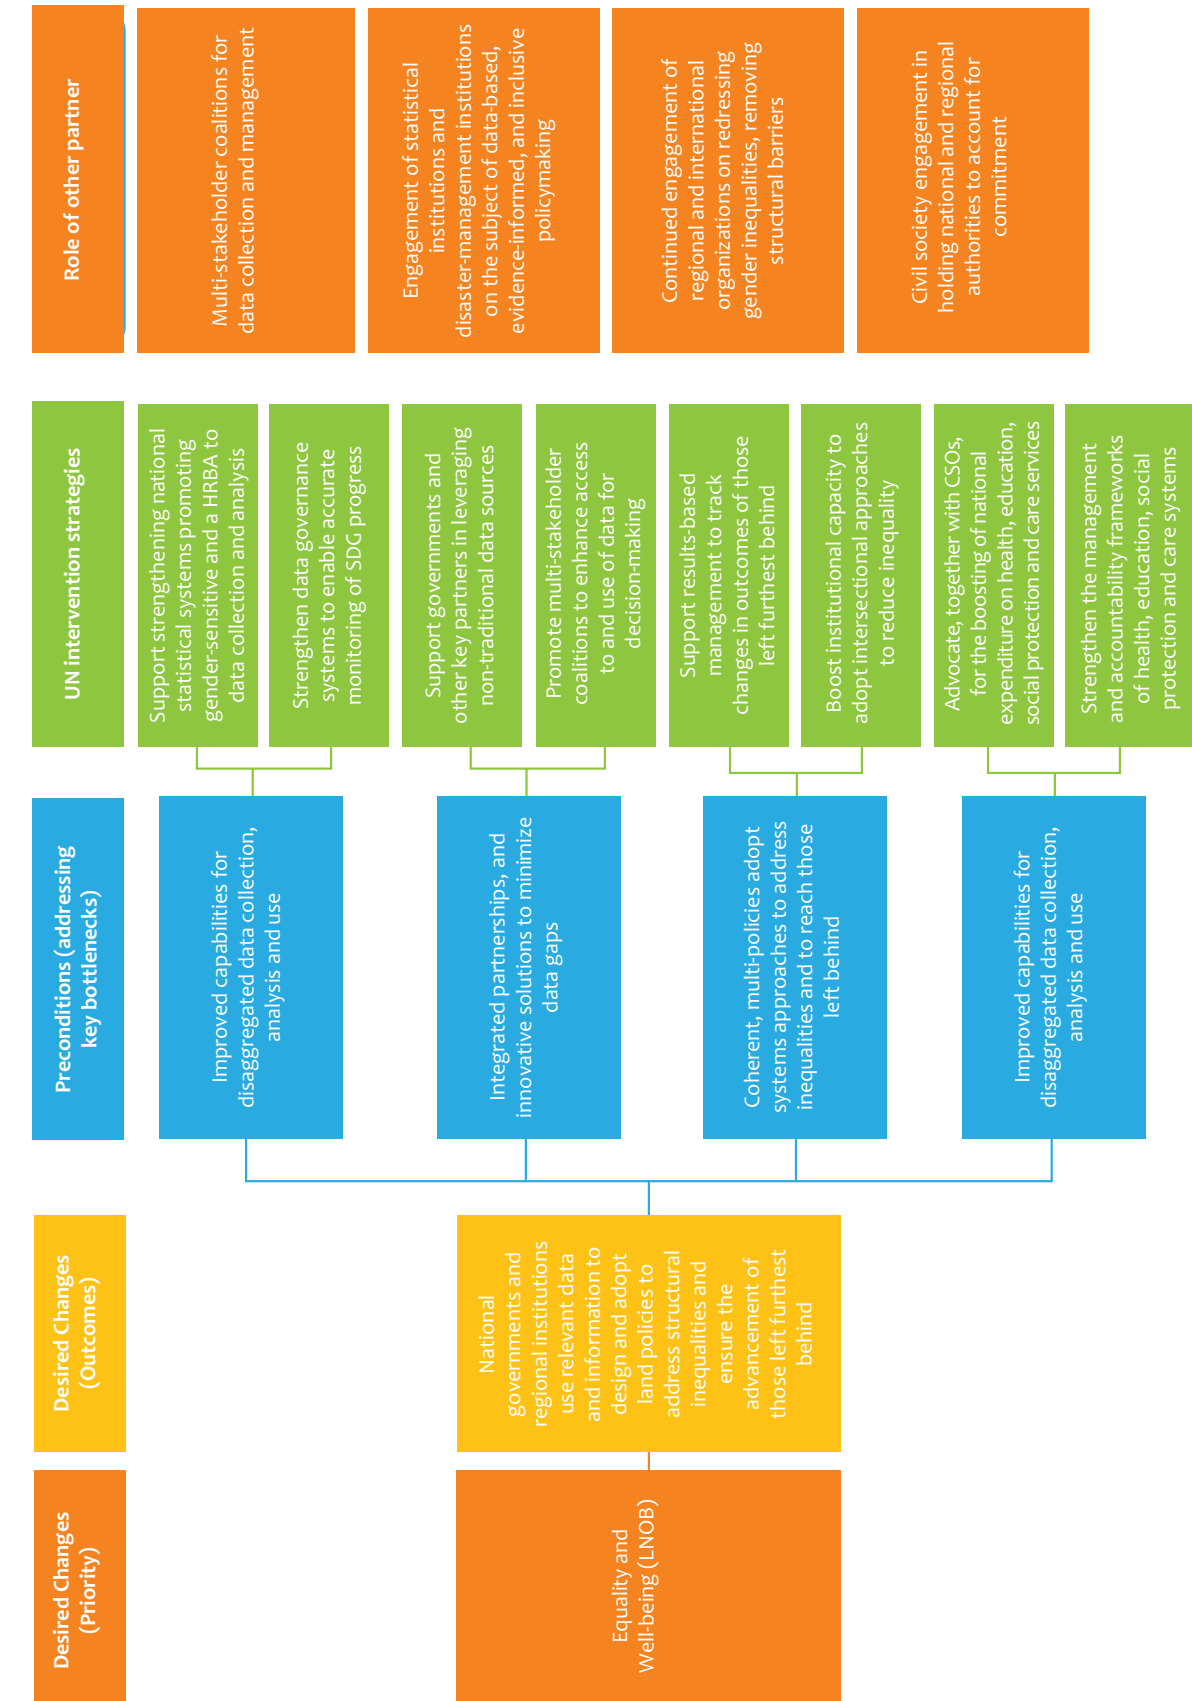 Desired Changes
(Priority)
Desired Changes
(Outcomes)
Preconditions (addressing
key bottlenecks)
UN intervention strategies
Role of other partner
Equality and
Well-being (LNOB)
National
governments and
regional institutions
use relevant data
and information to
design and adopt
land policies to
address structural
inequalities and
ensure the
advancement of
those left furthest
behind
Improved capabilities for
disaggregated data collection,
analysis and use
Integrated partnerships, and
innovative solutions to minimize
data gaps
Coherent, multi-policies adopt
systems approaches to address
inequalities and to reach those
left behind
Improved capabilities for
disaggregated data collection,
analysis and use
Support strengthening national
statistical systems promoting
gender-sensitive and a HRBA to
data collection and analysis
Strengthen data governance
systems to enable accurate
monitoring of SDG progress
Support governments and
other key partners in leveraging
non-traditional data sources
Promote multi-stakeholder
coalitions to enhance access
to and use of data for
decision-making
Support results-based
management to track
changes in outcomes of those
left furthest behind
Boost institutional capacity to
adopt intersectional approaches
to reduce inequality
Advocate, together with CSOs,
for the boosting of national
expenditure on health, education,
social protection and care services
Strengthen the management
and accountability frameworks
of health, education, social
protection and care systems
Multi-stakeholder coalitions for
data collection and management
Engagement of statistical
institutions and
disaster-management institutions
on the subject of data-based,
evidence-informed, and inclusive
policymaking
Continued engagement of
regional and international
organizations on redressing
gender inequalities, removing
structural barriers
Civil society engagement in
holding national and regional
authorities to account for
commitment